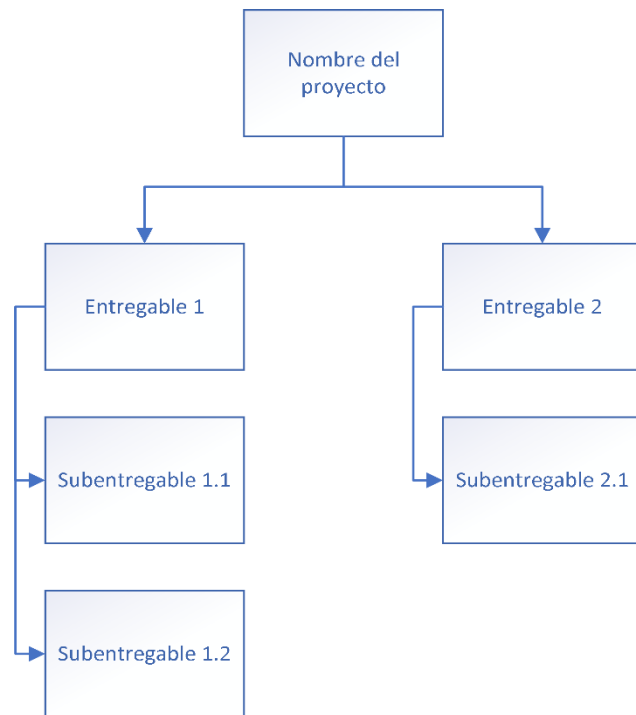 Nombre del
proyecto
Entregable 1
Entregable 2
Subentregable 1.1
Subentregable 2.1
Subentregable 1.2